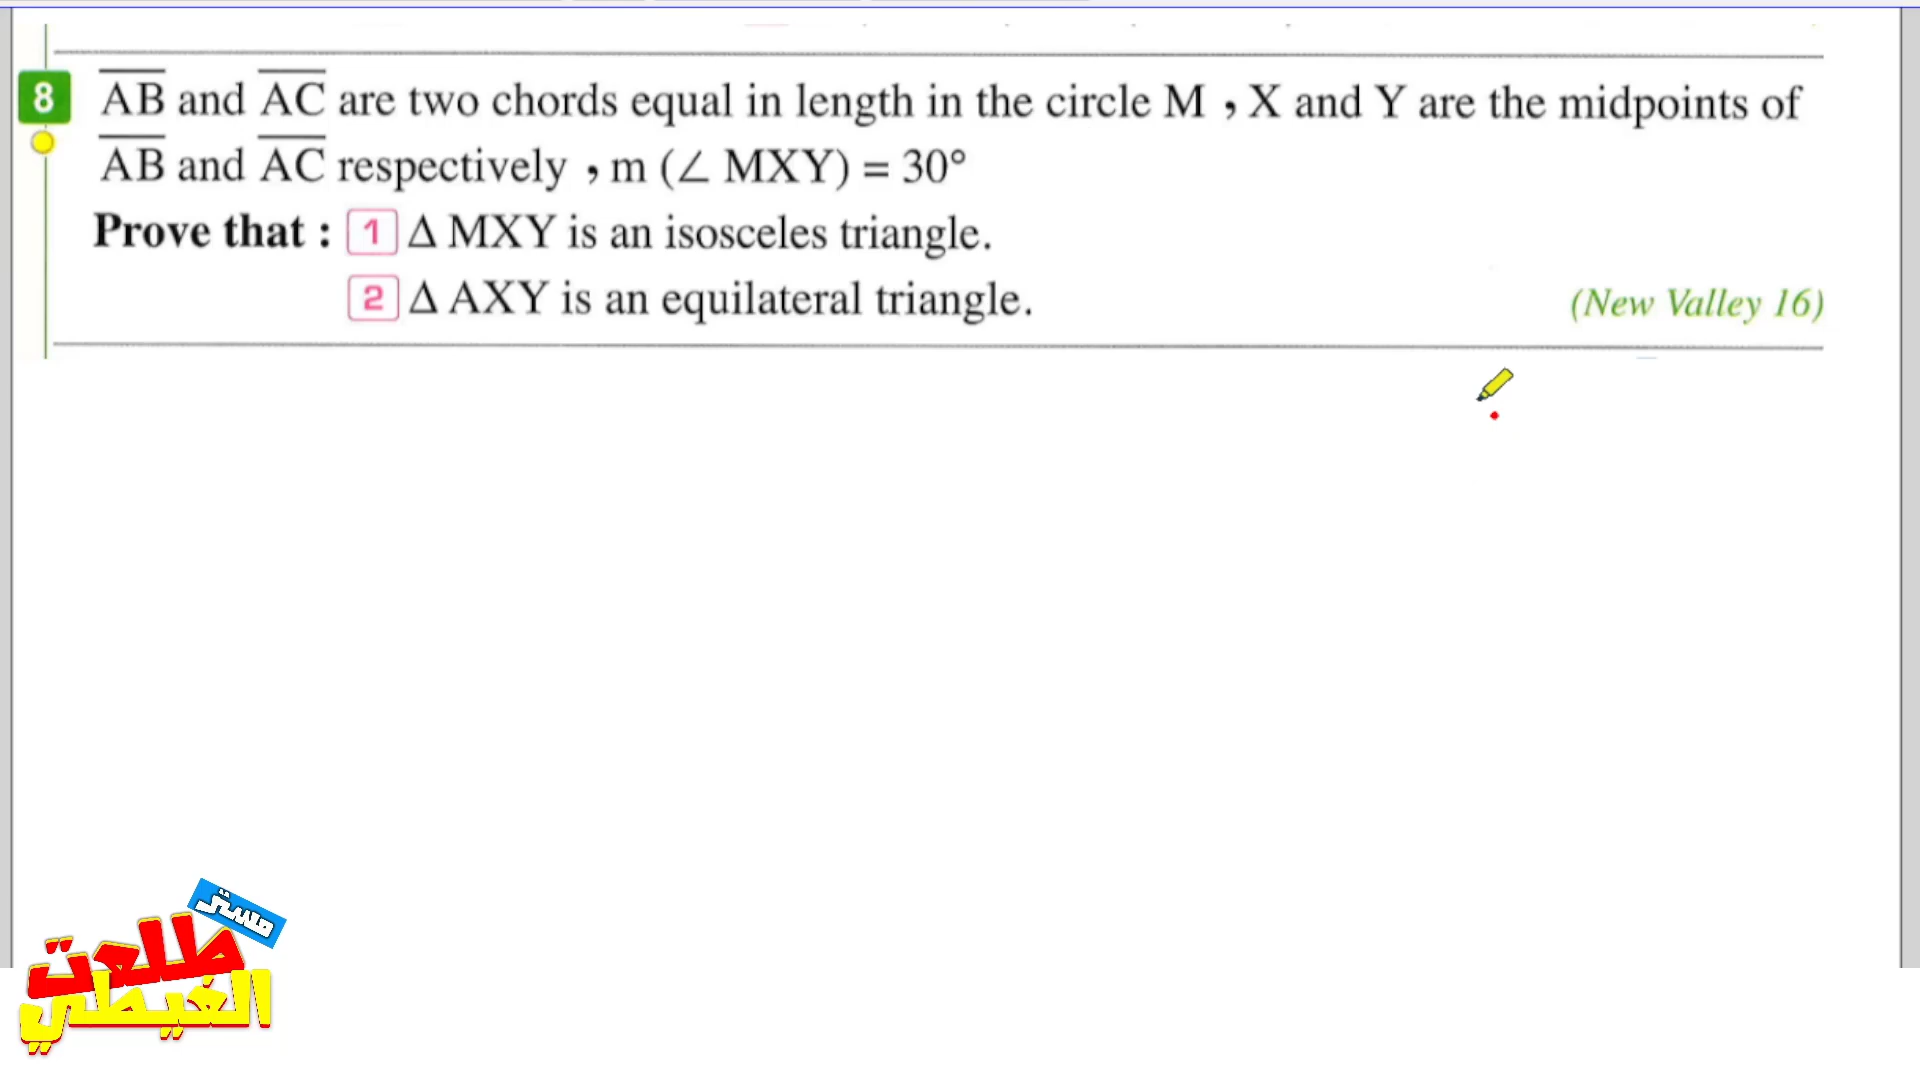 8 AB and AC are two chords equal in length in the circle M , X and Y are the midpoints of
AB and AC respectively , m (∠ MXY) = 30°
Prove that : 1 Δ MXY is an isosceles triangle.
2 Δ AXY is an equilateral triangle.
(New Valley 16)
مستر
طلعت
الغيطي